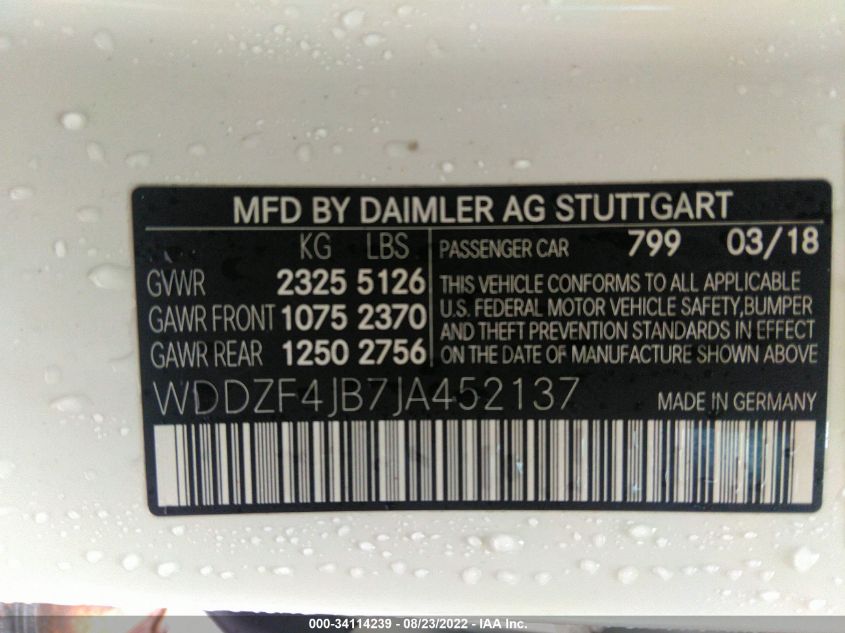 MFD BY DAIMLER AG STUTTGART
KG LBS
GVWR 2325 5126
GAWR FRONT 1075 2370
GAWR REAR 1250 2756
PASSENGER CAR 799 03/18
THIS VEHICLE CONFORMS TO ALL APPLICABLE
U.S. FEDERAL MOTOR VEHICLE SAFETY,BUMPER
AND THEFT PREVENTION STANDARDS IN EFFECT
ON THE DATE OF MANUFACTURE SHOWN ABOVE
WDDZF4JB7JA452137 MADE IN GERMANY
000-34114239 - 08/23/2022 - IAA Inc.